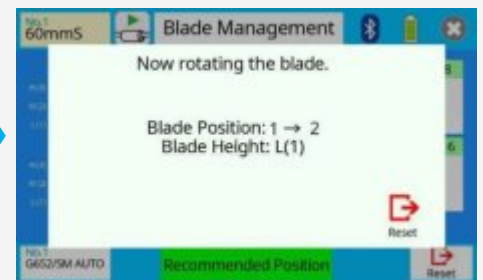 No.1
60mmS
Blade Management
Now rotating the blade.
Blade Position: 1 → 2
Blade Height: L(1)
Reset
No.1
G652/SM AUTO
Recommended Position
Reset